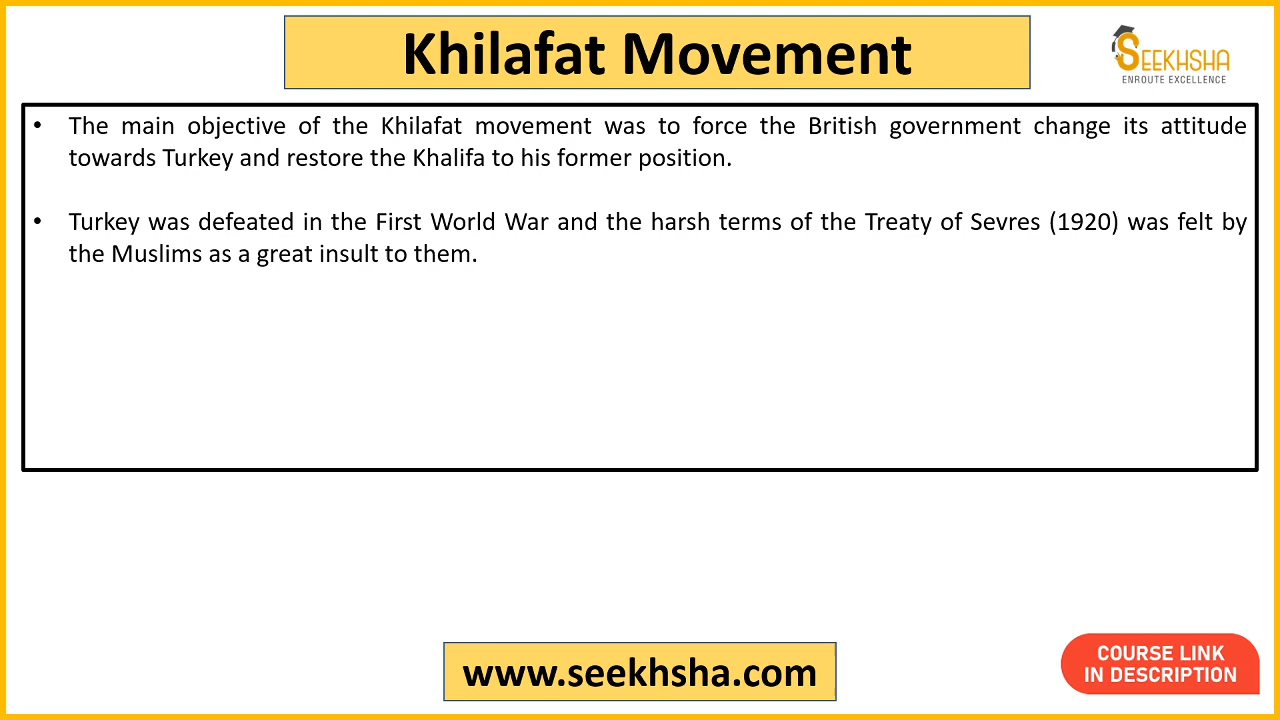 Khilafat Movement
SEEKHSHA
ENROUTE EXCELLENCE
• The main objective of the Khilafat movement was to force the British government change its attitude
towards Turkey and restore the Khalifa to his former position.
• Turkey was defeated in the First World War and the harsh terms of the Treaty of Sevres (1920) was felt by
the Muslims as a great insult to them.
www.seekhsha.com
COURSE LINK
IN DESCRIPTION